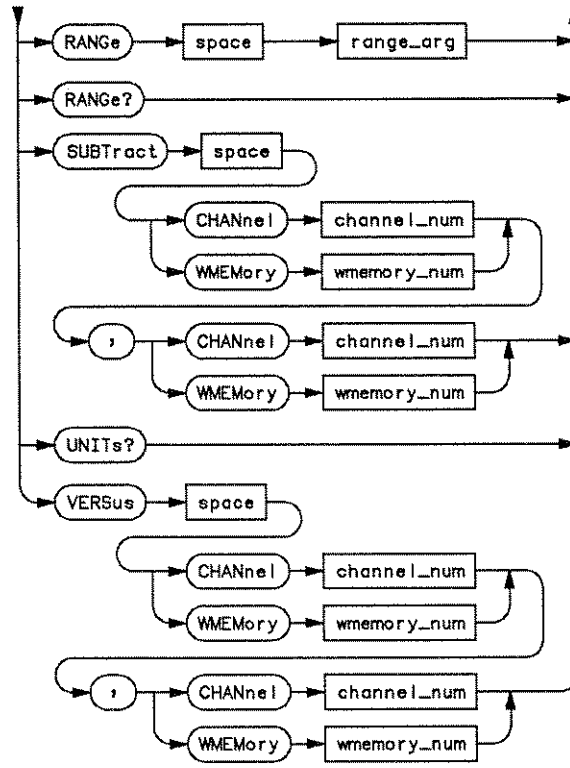 RANGe space range_arg
RANGe?
SUBTract space
CHANnel channel_num
WMEMory wmemory_num
, CHANnel channel_num
WMEMory wmemory_num
UNITs?
VERSus space
CHANnel channel_num
WMEMory wmemory_num
, CHANnel channel_num
WMEMory wmemory_num